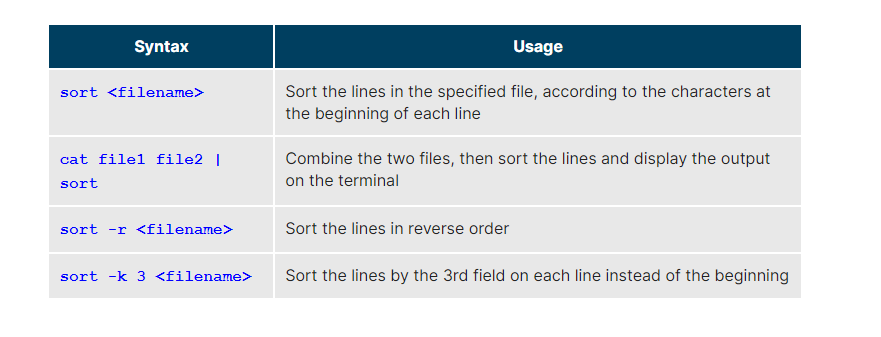 Syntax
Usage
sort <filename>
Sort the lines in the specified file, according to the characters at
the beginning of each line
cat file1 file2 |
sort
Combine the two files, then sort the lines and display the output
on the terminal
sort -r <filename>
Sort the lines in reverse order
sort -k 3 <filename>
Sort the lines by the 3rd field on each line instead of the beginning